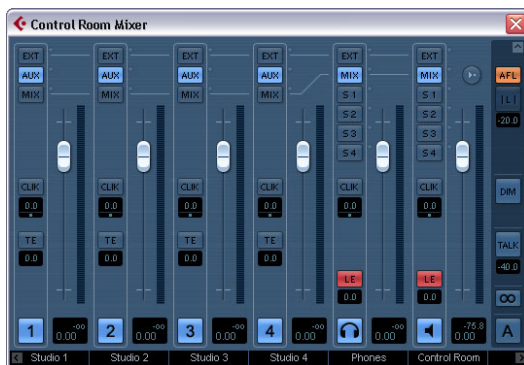 Control Room Mixer
EXT EXT EXT EXT EXT EXT
AUX AUX AUX AUX MIX MIX AFL
MIX MIX MIX MIX S 1 S 1 | L |
S 2 S 2 -20.0
S 3 S 3
S 4 S 4
CLIK CLIK CLIK CLIK CLIK CLIK DIM
0.0 0.0 0.0 0.0 0.0 0.0
TE TE TE TE TALK
0.0 0.0 0.0 0.0 -40.0
LE LE
0.0 0.0 ∞
1 2 3 4 A
-oo -oo -oo -oo -oo -75.8
0.00 0.00 0.00 0.00 0.00 0.00
Studio 1 Studio 2 Studio 3 Studio 4 Phones Control Room